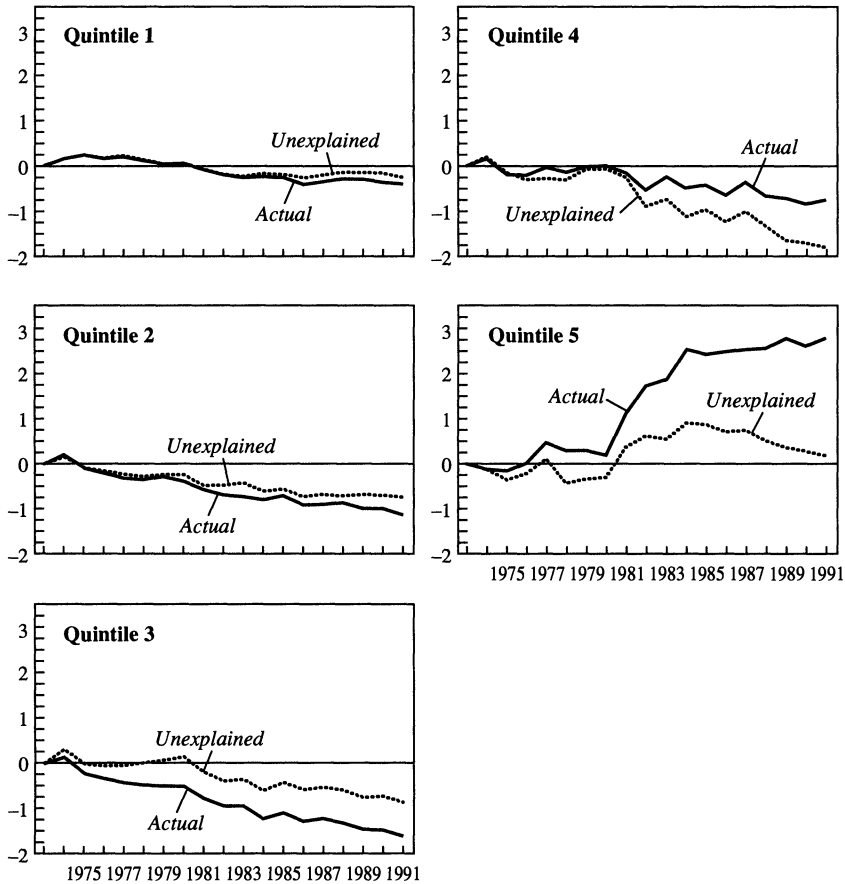 Quintile 1
3
2
1
0
–1
–2
Unexplained
Actual
Quintile 4
3
2
1
0
–1
–2
Actual
Unexplained
Quintile 2
3
2
1
0
–1
–2
Unexplained
Actual
Quintile 5
3
2
1
0
–1
–2
Actual
Unexplained
1975 1977 1979 1981 1983 1985 1987 1989 1991
Quintile 3
3
2
1
0
–1
–2
Unexplained
Actual
1975 1977 1979 1981 1983 1985 1987 1989 1991